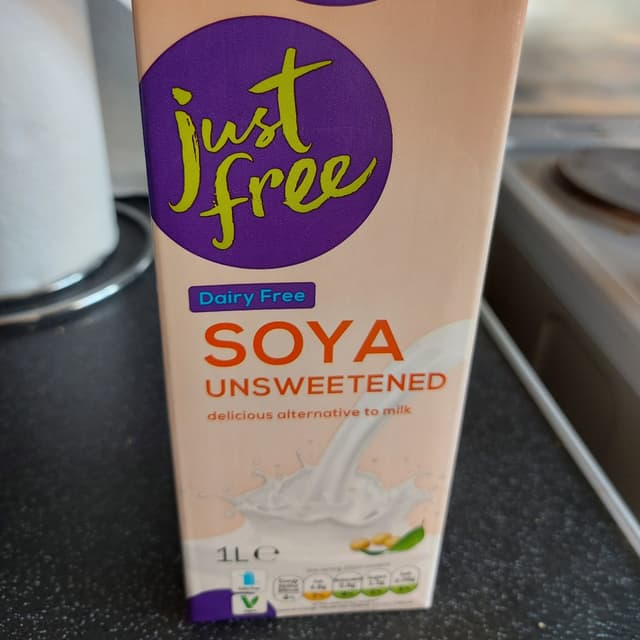 just
free
Dairy Free
SOYA
UNSWEETENED
delicious alternative to milk
1L ℮